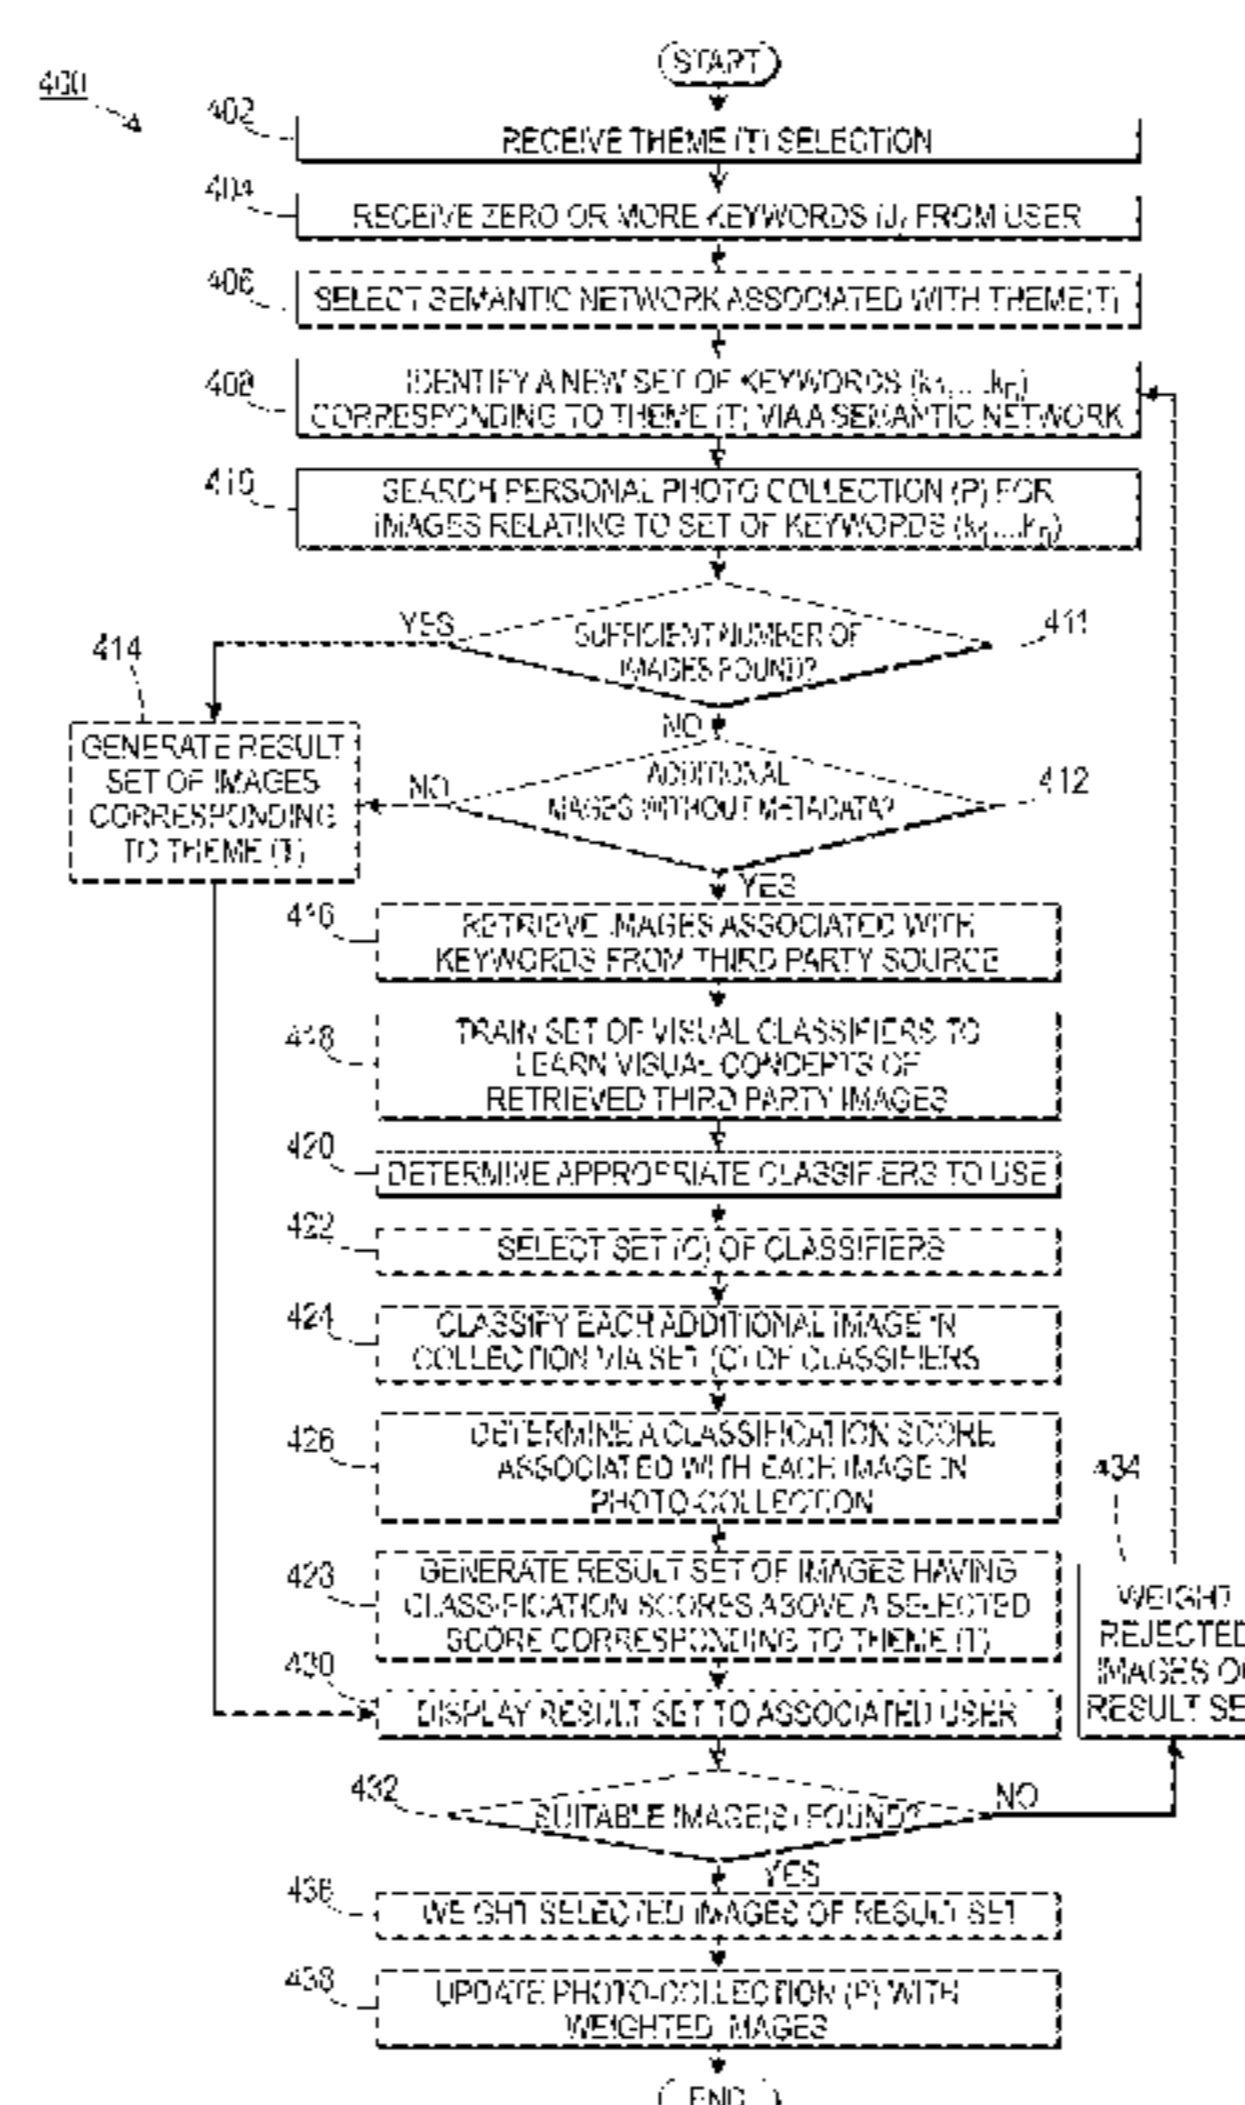 400
START
402
RECEIVE THEME (T) SELECTION
404
RECEIVE ZERO OR MORE KEYWORDS (U) FROM USER
406
SELECT SEMANTIC NETWORK ASSOCIATED WITH THEME(T)
408
IDENTIFY A NEW SET OF KEYWORDS (k1,...kn)
CORRESPONDING TO THEME (T) VIA A SEMANTIC NETWORK
410
SEARCH PERSONAL PHOTO COLLECTION (P) FOR
IMAGES RELATING TO SET OF KEYWORDS (k1,...kn)
411
SUFFICIENT NUMBER OF
IMAGES FOUND?
YES
NO
414
GENERATE RESULT
SET OF IMAGES
CORRESPONDING
TO THEME (T)
412
ADDITIONAL
IMAGES WITHOUT METADATA?
NO
YES
416
RETRIEVE IMAGES ASSOCIATED WITH
KEYWORDS FROM THIRD PARTY SOURCE
418
TRAIN SET OF VISUAL CLASSIFIERS TO
LEARN VISUAL CONCEPTS OF
RETRIEVED THIRD PARTY IMAGES
420
DETERMINE APPROPRIATE CLASSIFIERS TO USE
422
SELECT SET (C) OF CLASSIFIERS
424
CLASSIFY EACH ADDITIONAL IMAGE IN
COLLECTION VIA SET (C) OF CLASSIFIERS
426
DETERMINE A CLASSIFICATION SCORE
ASSOCIATED WITH EACH IMAGE IN
PHOTO-COLLECTION
428
GENERATE RESULT SET OF IMAGES HAVING
CLASSIFICATION SCORES ABOVE A SELECTED
SCORE CORRESPONDING TO THEME (T)
430
DISPLAY RESULT SET TO ASSOCIATED USER
432
SUITABLE IMAGE(S) FOUND?
NO
YES
434
WEIGHT
REJECTED
IMAGES O
RESULT SE
436
WEIGHT SELECTED IMAGES OF RESULT SET
438
UPDATE PHOTO-COLLECTION (P) WITH
WEIGHTED IMAGES
END